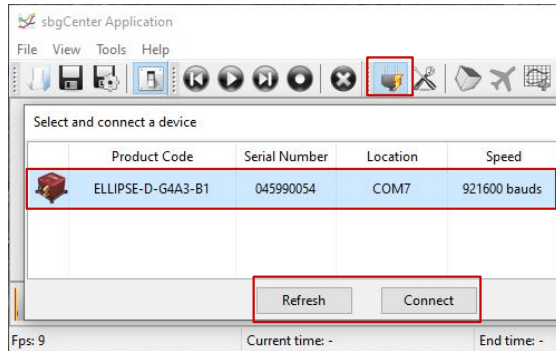 sbgCenter Application
File View Tools Help
Select and connect a device
Product Code Serial Number Location Speed
ELLIPSE-D-G4A3-B1 045990054 COM7 921600 bauds
Refresh Connect
Fps: 9 Current time: - End time: -